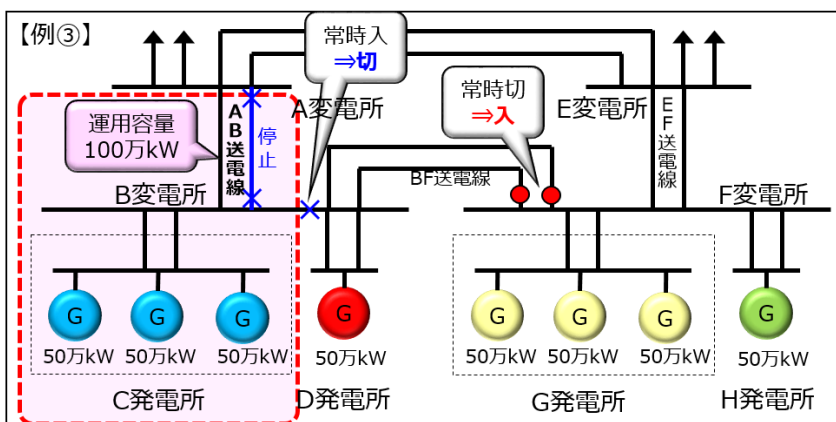 【例③】
常時入
⇒切
常時切
⇒入
A変電所
E変電所
運用容量
100万kW
AB送電線
停止
EF送電線
BF送電線
B変電所
F変電所
G
G
G
G
G
G
G
G
50万kW
50万kW
50万kW
50万kW
50万kW
50万kW
50万kW
50万kW
C発電所
D発電所
G発電所
H発電所